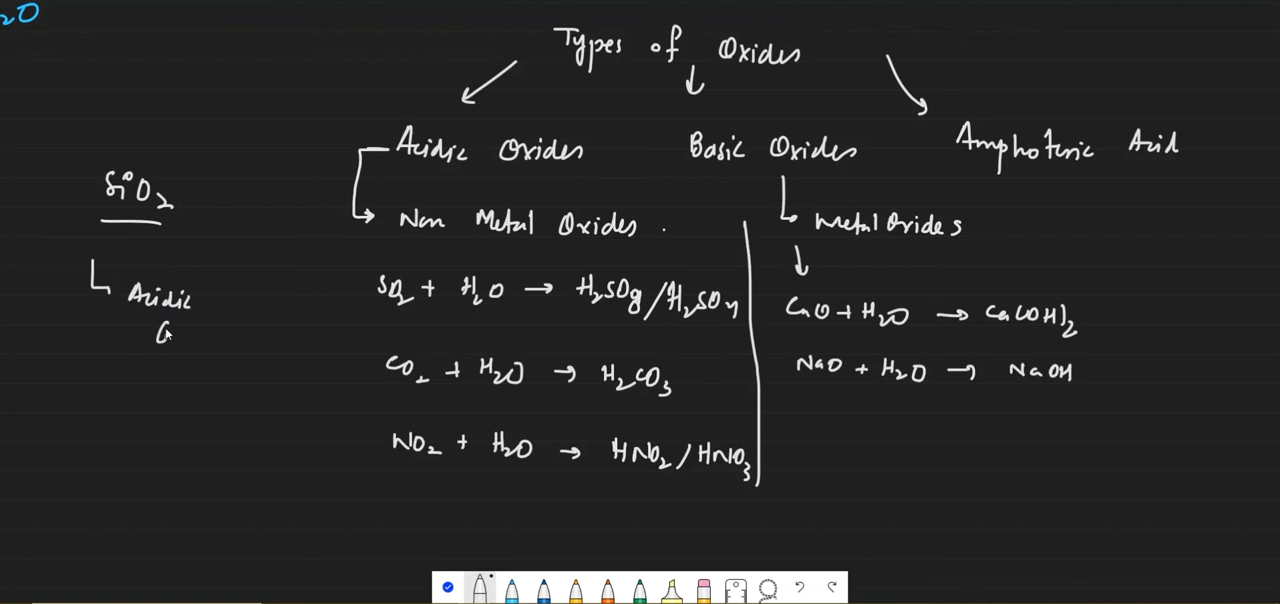 2O
Types of Oxides
Acidic Oxides
Basic Oxides
Amphoteric Acid
SiO2
Acidic
Non Metal Oxides.
Metal Oxides
SO2 + H2O → H2SO3/H2SO4
CaO + H2O → Ca(OH)2
CO2 + H2O → H2CO3
NaO + H2O → NaOH
NO2 + H2O → HNO2/HNO3